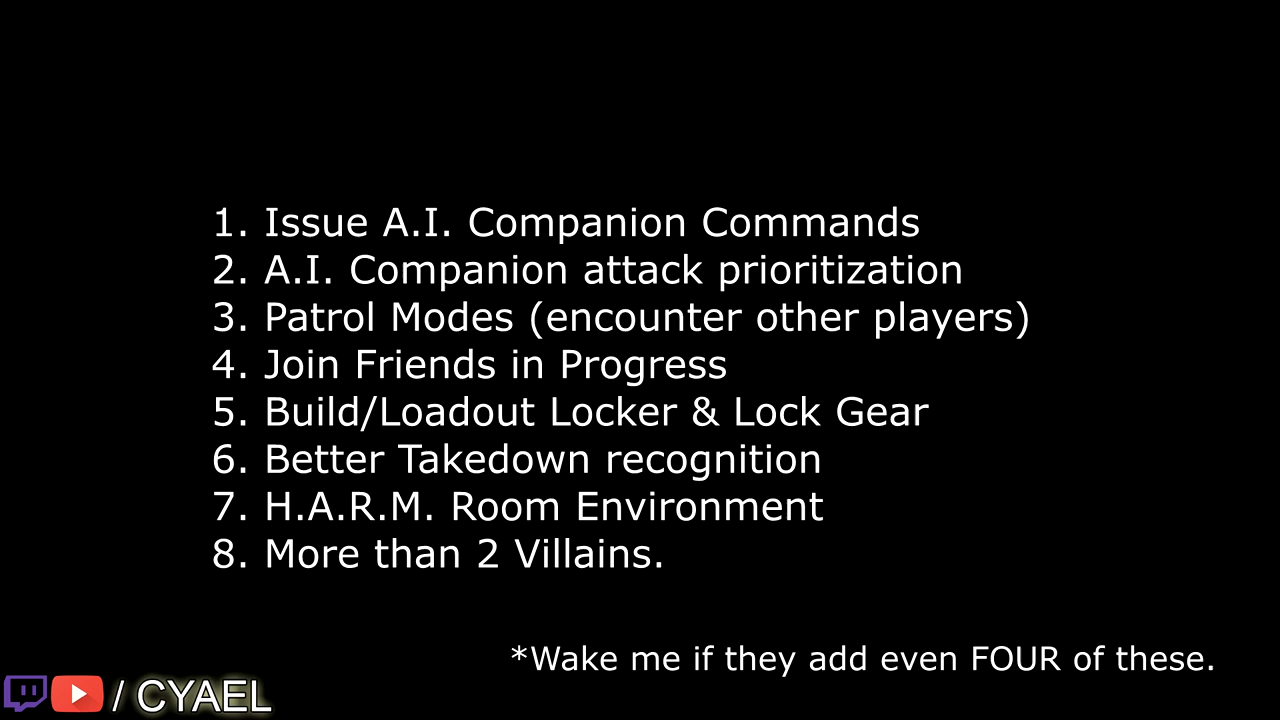 1. Issue A.I. Companion Commands
2. A.I. Companion attack prioritization
3. Patrol Modes (encounter other players)
4. Join Friends in Progress
5. Build/Loadout Locker & Lock Gear
6. Better Takedown recognition
7. H.A.R.M. Room Environment
8. More than 2 Villains.
*Wake me if they add even FOUR of these.
/ CYAEL